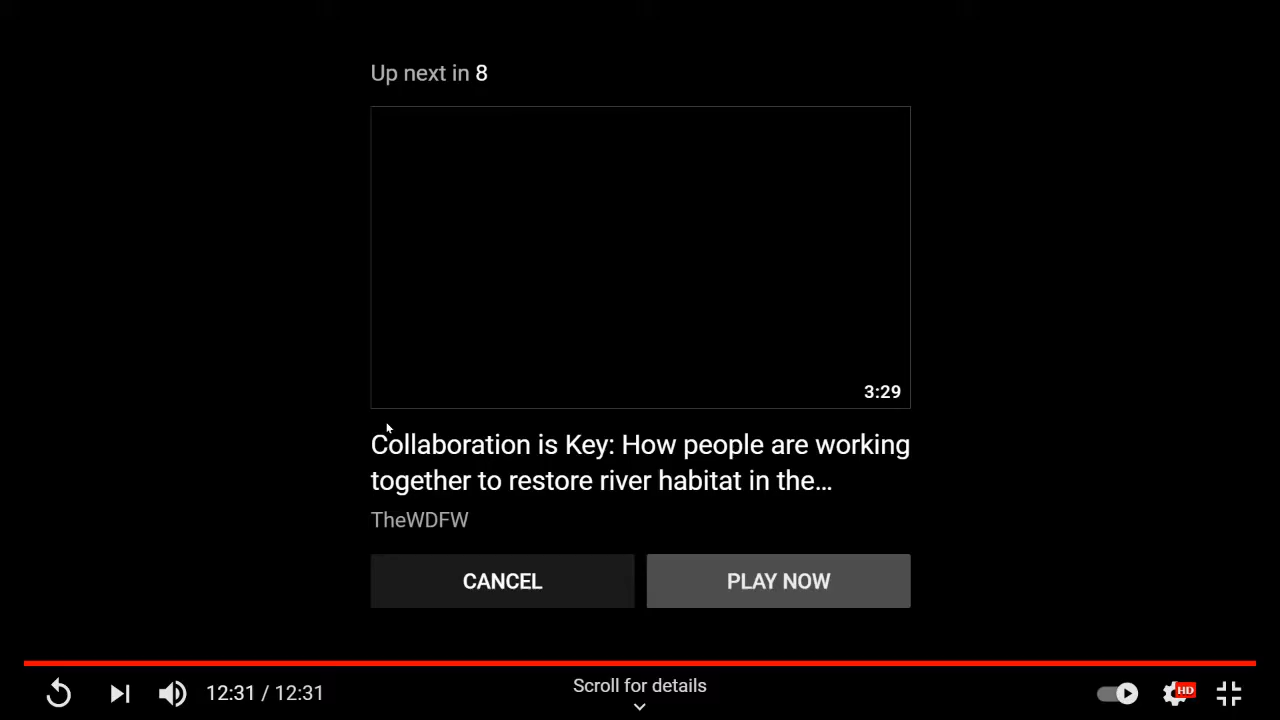 Up next in 8
3:29
Collaboration is Key: How people are working
together to restore river habitat in the...
TheWDFW
CANCEL
PLAY NOW
12:31 / 12:31
Scroll for details
HD